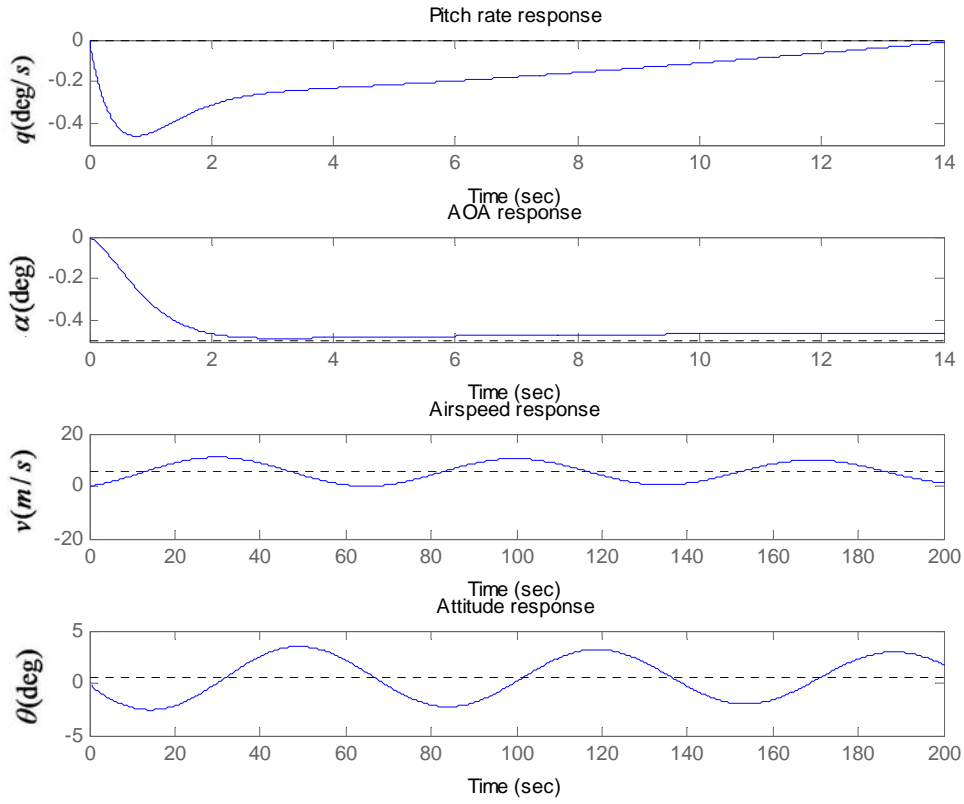 Pitch rate response
q(deg/s)
0
-0.2
-0.4
0 2 4 6 8 10 12 14
Time (sec)
AOA response
α(deg)
0
-0.2
-0.4
0 2 4 6 8 10 12 14
Time (sec)
Airspeed response
v(m/s)
20
0
-20
0 20 40 60 80 100 120 140 160 180 200
Time (sec)
Attitude response
θ(deg)
5
0
-5
0 20 40 60 80 100 120 140 160 180 200
Time (sec)